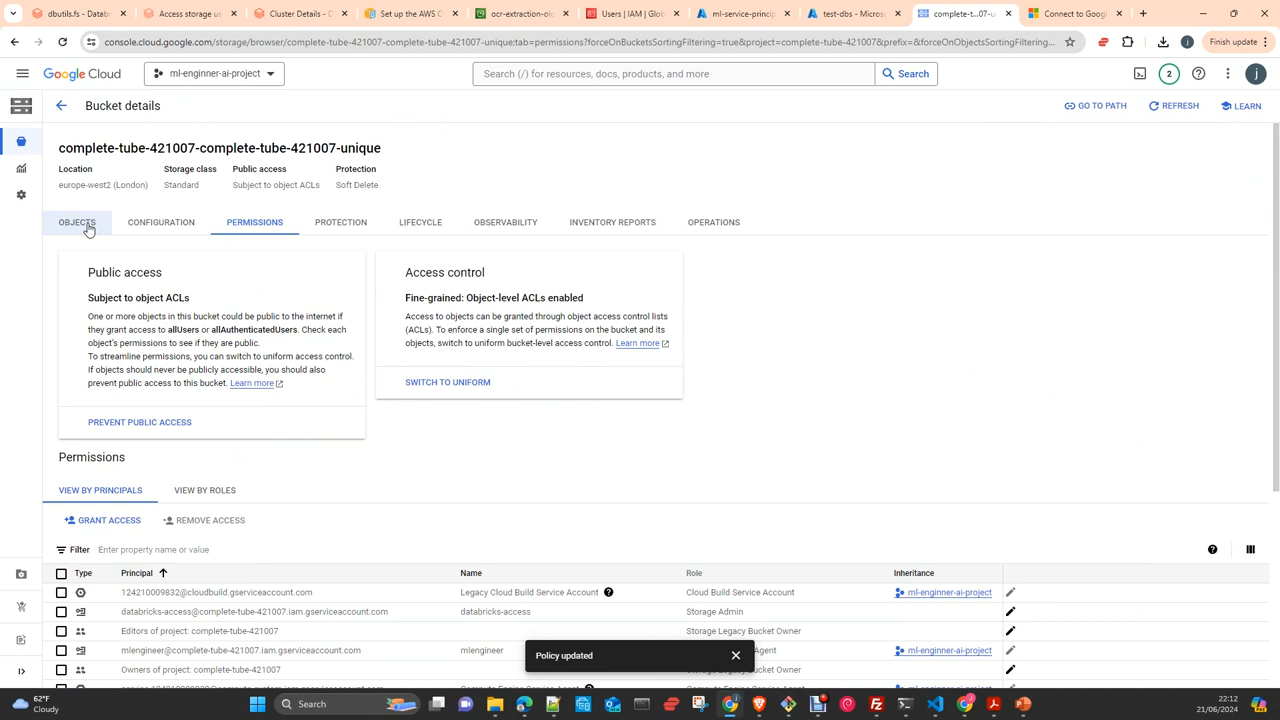 dbutil.fs - Databr
Access storage us
Cluster Details - D
Set up the AWS C
ocr-extraction-olo
Users | IAM | Glob
ml-service-princip
test-dbs - Microso
complete-t...07-un
Connect to Google
console.cloud.google.com/storage/browser/complete-tube-421007-complete-tube-421007-unique;tab=permissions?forceOnBucketsSortingFiltering=true&project=complete-tube-421007&prefix=&forceOnObjectsSortingFiltering...
Finish update
Google Cloud
ml-enginner-ai-project
Search (/) for resources, docs, products, and more
Search
2
j
Bucket details
GO TO PATH
REFRESH
LEARN
complete-tube-421007-complete-tube-421007-unique
Location Storage class Public access Protection
europe-west2 (London) Standard Subject to object ACLs Soft Delete
OBJECTS CONFIGURATION PERMISSIONS PROTECTION LIFECYCLE OBSERVABILITY INVENTORY REPORTS OPERATIONS
Public access
Subject to object ACLs
One or more objects in this bucket could be public to the internet if
they grant access to allUsers or allAuthenticatedUsers. Check each
object's permissions to see if they are public.
To streamline permissions, you can switch to uniform access control.
If objects should never be publicly accessible, you should also
prevent public access to this bucket. Learn more
PREVENT PUBLIC ACCESS
Access control
Fine-grained: Object-level ACLs enabled
Access to objects can be granted through object access control lists
(ACLs). To enforce a single set of permissions on the bucket and its
objects, switch to uniform bucket-level access control. Learn more
SWITCH TO UNIFORM
Permissions
VIEW BY PRINCIPALS VIEW BY ROLES
GRANT ACCESS REMOVE ACCESS
Filter Enter property name or value
Type Principal Name Role Inheritance
124210009832@cloudbuild.gserviceaccount.com Legacy Cloud Build Service Account Cloud Build Service Account ml-enginner-ai-project
databricks-access@complete-tube-421007.iam.gserviceaccount.com databricks-access Storage Admin
Editors of project: complete-tube-421007 Storage Legacy Bucket Owner
mlengineer@complete-tube-421007.iam.gserviceaccount.com mlengineer Agent ml-enginner-ai-project
Owners of project: complete-tube-421007 Bucket Owner
Policy updated
62°F
Cloudy
Search
22:12
21/06/2024